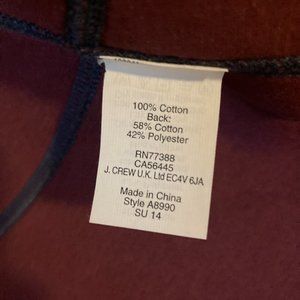 100% Cotton
Back:
58% Cotton
42% Polyester
RN77388
CA56445
J. CREW U.K. Ltd EC4V 6JA
Made in China
Style A8990
SU 14